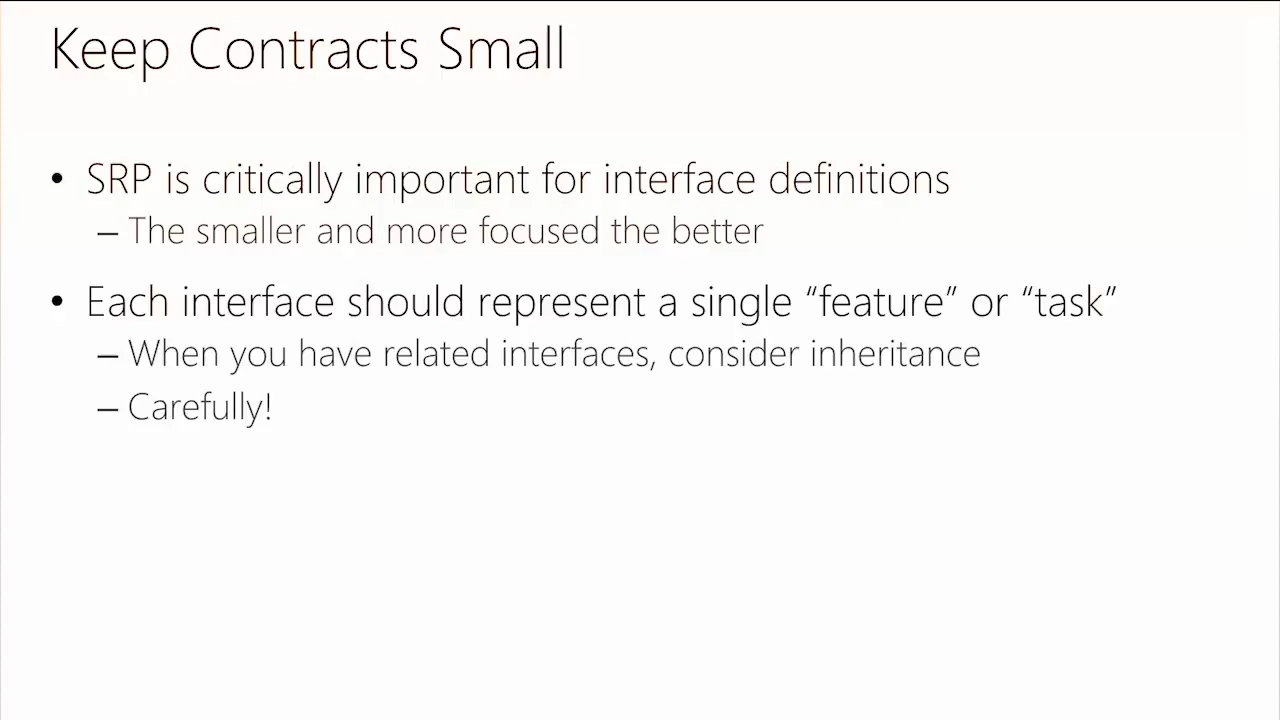 Keep Contracts Small
• SRP is critically important for interface definitions
– The smaller and more focused the better
• Each interface should represent a single “feature” or “task”
– When you have related interfaces, consider inheritance
– Carefully!